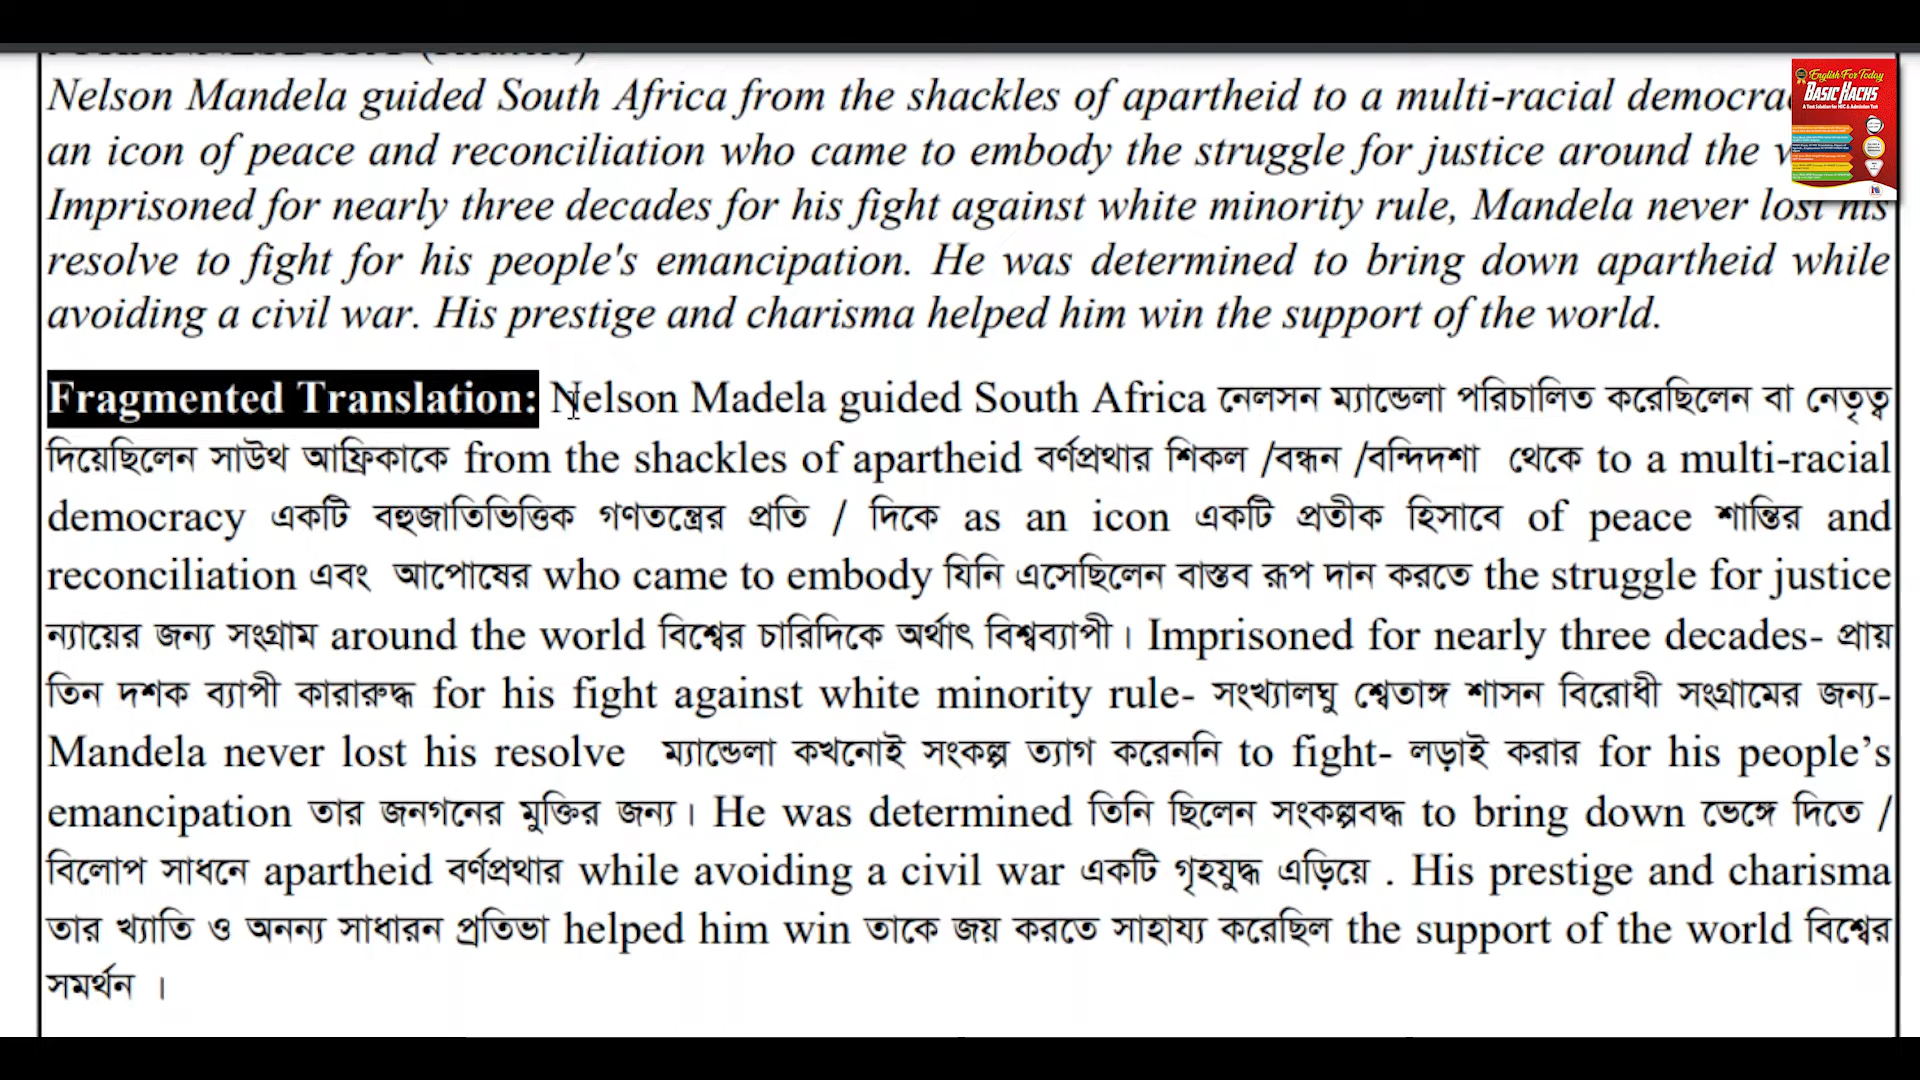 Nelson Mandela guided South Africa from the shackles of apartheid to a multi-racial
an icon of peace and reconciliation who came to embody the struggle for justice around the
Imprisoned for nearly three decades for his fight against white minority rule, Mandela never lost his
resolve to fight for his people's emancipation. He was determined to bring down apartheid while
avoiding a civil war. His prestige and charisma helped him win the support of the world.
Fragmented Translation: Nelson Madela guided South Africa নেলসন ম্যান্ডেলা পরিচালিত করেছিলেন বা নেতৃত্ব
দিয়েছিলেন সাউথ আফ্রিকাকে from the shackles of apartheid বর্ণপ্রথার শিকল /বন্ধন /বন্দিদশা থেকে to a multi-racial
democracy একটি বহুজাতিভিত্তিক গণতন্ত্রের প্রতি / দিকে as an icon একটি প্রতীক হিসাবে of peace শান্তির and
reconciliation এবং আপোষের who came to embody যিনি এসেছিলেন বাস্তব রূপ দান করতে the struggle for justice
ন্যায়ের জন্য সংগ্রাম around the world বিশ্বের চারিদিকে অর্থাৎ বিশ্বব্যাপী। Imprisoned for nearly three decades- প্রায়
তিন দশক ব্যাপী কারারুদ্ধ for his fight against white minority rule- সংখ্যালঘু শ্বেতাঙ্গ শাসন বিরোধী সংগ্রামের জন্য-
Mandela never lost his resolve ম্যান্ডেলা কখনোই সংকল্প ত্যাগ করেননি to fight- লড়াই করার for his people’s
emancipation তার জনগনের মুক্তির জন্য। He was determined তিনি ছিলেন সংকল্পবদ্ধ to bring down ভেঙ্গে দিতে /
বিলোপ সাধনে apartheid বর্ণপ্রথার while avoiding a civil war একটি গৃহযুদ্ধ এড়িয়ে . His prestige and charisma
তার খ্যাতি ও অনন্য সাধারন প্রতিভা helped him win তাকে জয় করতে সাহায্য করেছিল the support of the world বিশ্বের
সমর্থন ।
English For Today
BASIC HACKS